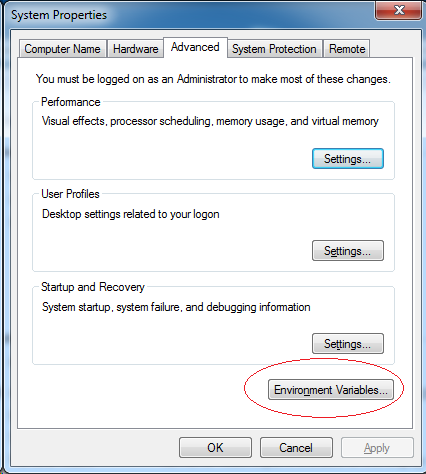 System Properties
Computer Name Hardware Advanced System Protection Remote
You must be logged on as an Administrator to make most of these changes.
Performance
Visual effects, processor scheduling, memory usage, and virtual memory
Settings...
User Profiles
Desktop settings related to your logon
Settings...
Startup and Recovery
System startup, system failure, and debugging information
Settings...
Environment Variables...
OK Cancel Apply